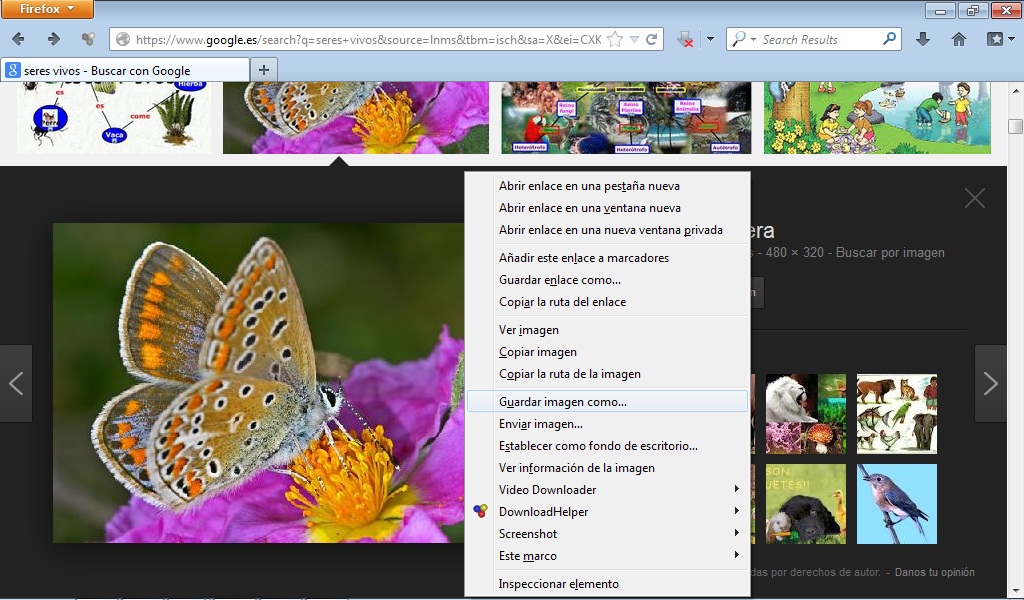 Firefox
https://www.google.es/search?q=seres+vivos&source=lnms&tbm=isch&sa=X&ei=CXK
Search Results
seres vivos - Buscar con Google
es
Hierba
es
come
Perro
Vaca
Reino fungi
Reino Plantas
Reino Animalia
Heterótrofo
Heterótrofo
Autótrofo
era
s - 480 × 320 - Buscar por imagen
n
Abrir enlace en una pestaña nueva
Abrir enlace en una ventana nueva
Abrir enlace en una nueva ventana privada
Añadir este enlace a marcadores
Guardar enlace como...
Copiar la ruta del enlace
Ver imagen
Copiar imagen
Copiar la ruta de la imagen
Guardar imagen como...
Enviar imagen...
Establecer como fondo de escritorio...
Ver información de la imagen
Video Downloader
DownloadHelper
Screenshot
Este marco
Inspeccionar elemento
SON
UETES!!
das por derechos de autor. - Danos tu opinión